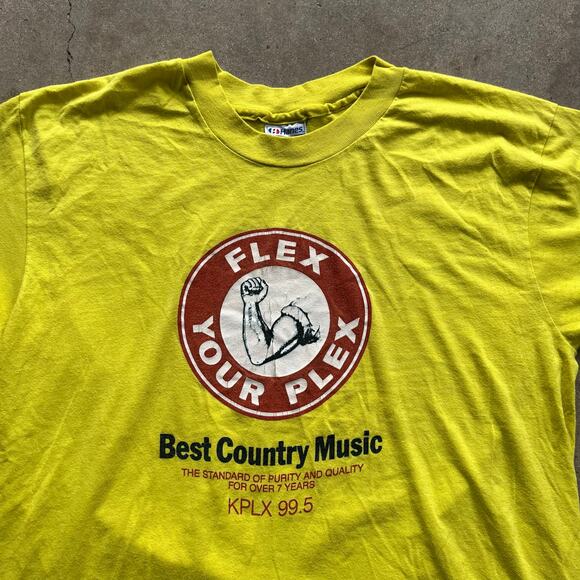 Hanes
FLEX
YOUR PLEX
Best Country Music
THE STANDARD OF PURITY AND QUALITY
FOR OVER 7 YEARS
KPLX 99.5